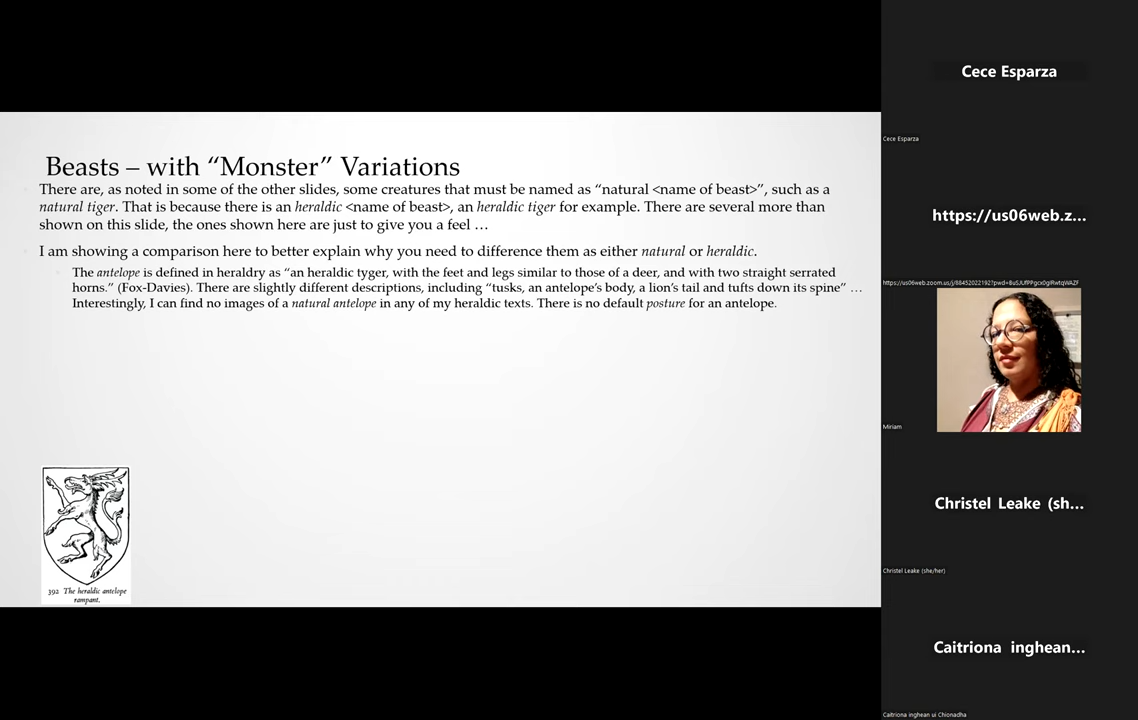 Beasts – with “Monster” Variations
There are, as noted in some of the other slides, some creatures that must be named as “natural <name of beast>”, such as a
natural tiger. That is because there is an heraldic <name of beast>, an heraldic tiger for example. There are several more than
shown on this slide, the ones shown here are just to give you a feel …
I am showing a comparison here to better explain why you need to difference them as either natural or heraldic.
The antelope is defined in heraldry as “an heraldic tyger, with the feet and legs similar to those of a deer, and with two straight serrated
horns.” (Fox-Davies). There are slightly different descriptions, including “tusks, an antelope’s body, a lion’s tail and tufts down its spine” …
Interestingly, I can find no images of a natural antelope in any of my heraldic texts. There is no default posture for an antelope.
392 The heraldic antelope
rampant.
Cece Esparza
Cece Esparza
https://us06web.z...
Miriam
Christel Leake (sh...
Christel Leake (she/her)
Caitriona inghean...
Caitriona inghean ui Chionadha